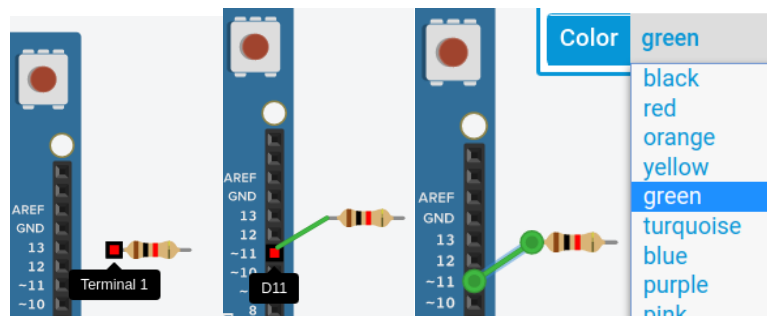 AREF
GND
13
12
~11
~10
Terminal 1
AREF
GND
13
12
~11
~10
~
D11
8
AREF
GND
13
12
~11
~10
Color green
black
red
orange
yellow
green
turquoise
blue
purple
pink